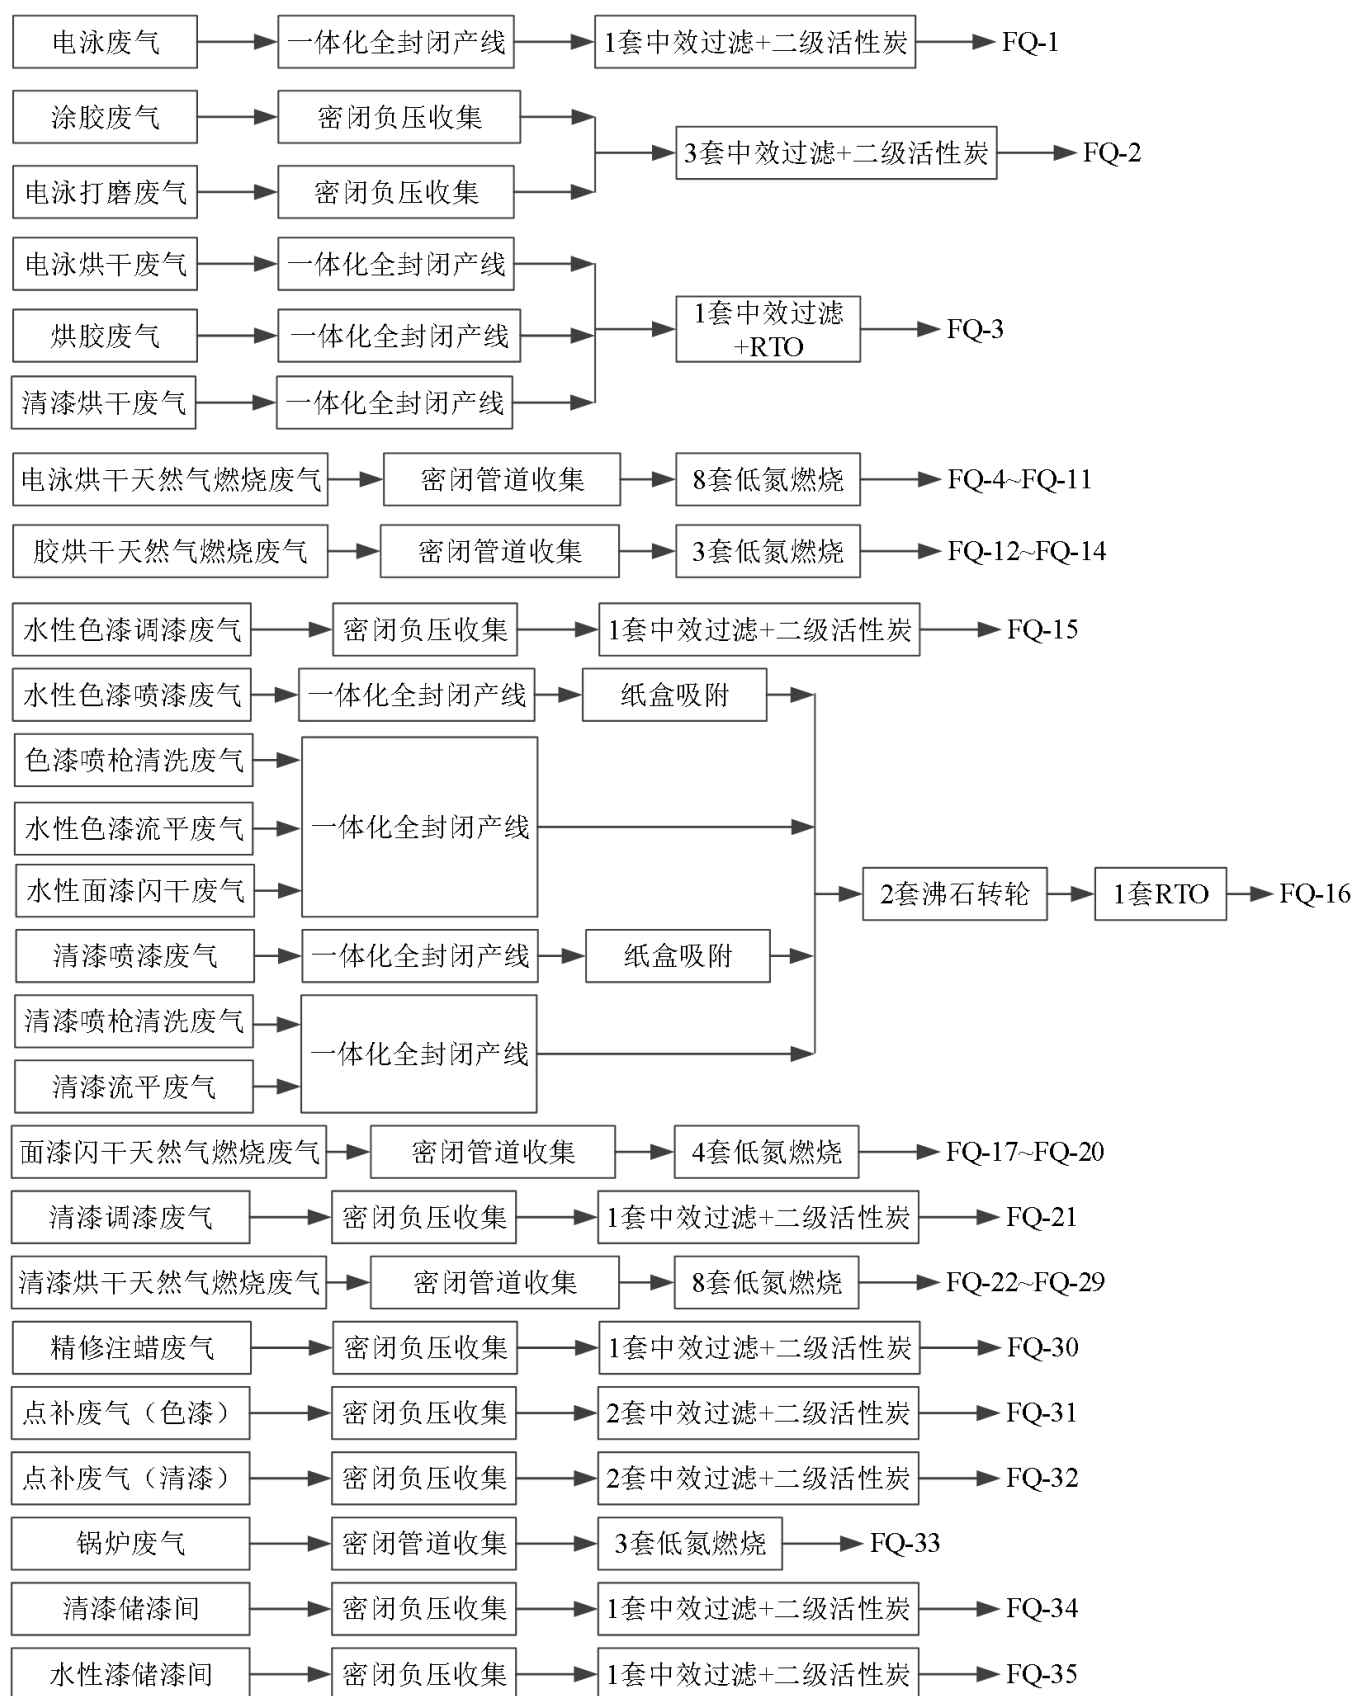 电泳废气 一体化全封闭产线 1套中效过滤+二级活性炭 FQ-1
涂胶废气 密闭负压收集
3套中效过滤+二级活性炭 FQ-2
电泳打磨废气 密闭负压收集
电泳烘干废气 一体化全封闭产线
烘胶废气 一体化全封闭产线
1套中效过滤
+RTO
FQ-3
清漆烘干废气 一体化全封闭产线
电泳烘干天然气燃烧废气 密闭管道收集 8套低氮燃烧 FQ-4~FQ-11
胶烘干天然气燃烧废气 密闭管道收集 3套低氮燃烧 FQ-12~FQ-14
水性色漆调漆废气 密闭负压收集 1套中效过滤+二级活性炭 FQ-15
水性色漆喷漆废气 一体化全封闭产线 纸盒吸附
色漆喷枪清洗废气
水性色漆流平废气 一体化全封闭产线
水性面漆闪干废气
2套沸石转轮 1套RTO FQ-16
清漆喷漆废气 一体化全封闭产线 纸盒吸附
清漆喷枪清洗废气
一体化全封闭产线
清漆流平废气
面漆闪干天然气燃烧废气 密闭管道收集 4套低氮燃烧 FQ-17~FQ-20
清漆调漆废气 密闭负压收集 1套中效过滤+二级活性炭 FQ-21
清漆烘干天然气燃烧废气 密闭管道收集 8套低氮燃烧 FQ-22~FQ-29
精修注蜡废气 密闭负压收集 1套中效过滤+二级活性炭 FQ-30
点补废气（色漆） 密闭负压收集 2套中效过滤+二级活性炭 FQ-31
点补废气（清漆） 密闭负压收集 2套中效过滤+二级活性炭 FQ-32
锅炉废气 密闭管道收集 3套低氮燃烧 FQ-33
清漆储漆间 密闭负压收集 1套中效过滤+二级活性炭 FQ-34
水性漆储漆间 密闭负压收集 1套中效过滤+二级活性炭 FQ-35